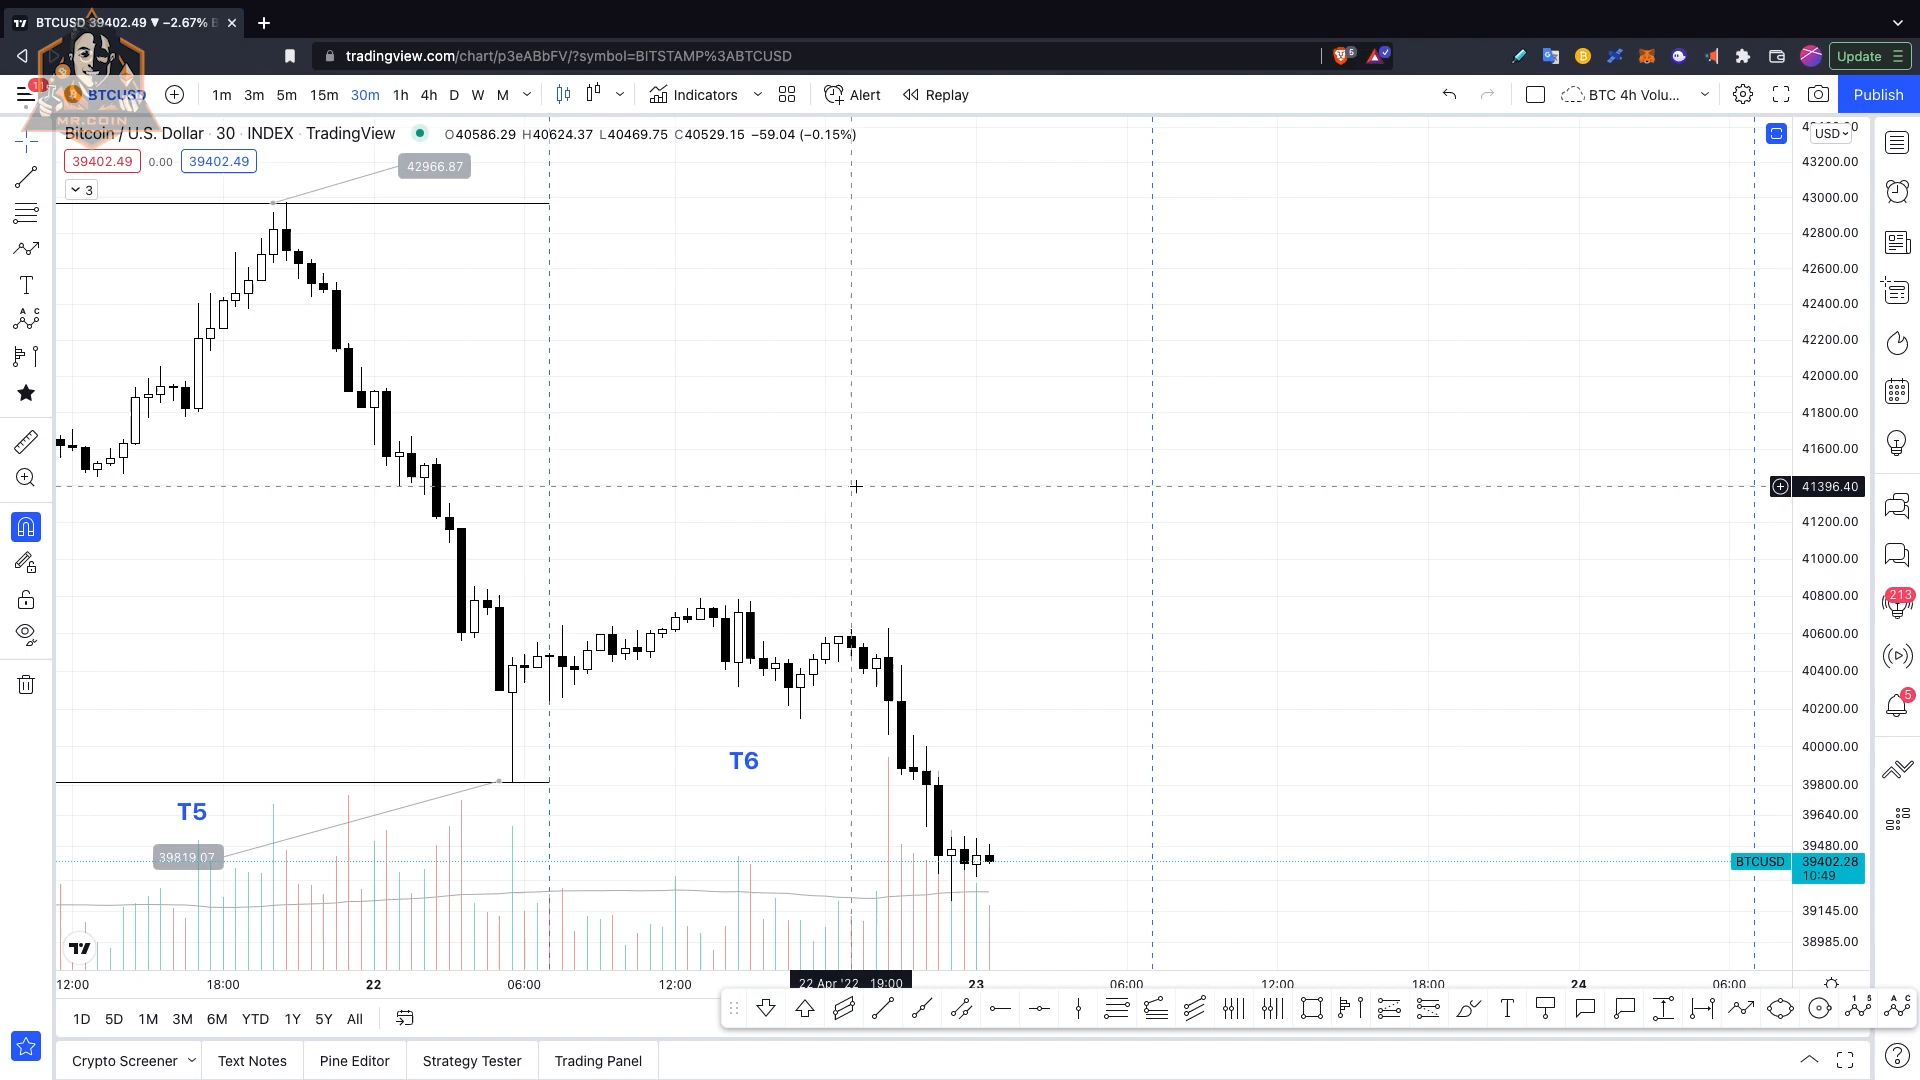 BTCUSD 39402.49 ▼ −2.67%
tradingview.com/chart/p3eABbFV/?symbol=BITSTAMP%3ABTCUSD
5
Update
11
BTCUSD
1m 3m 5m 15m 30m 1h 4h D W M
Indicators
Alert
Replay
BTC 4h Volu...
Publish
MR.COIN
Bitcoin / U.S. Dollar · 30 · INDEX · TradingView
O40586.29 H40624.37 L40469.75 C40529.15 −59.04 (−0.15%)
USD
39402.49 0.00 39402.49
3
42966.87
43200.00
43000.00
42800.00
42600.00
42400.00
42200.00
42000.00
41800.00
41600.00
41396.40
41200.00
41000.00
40800.00
40600.00
40400.00
40200.00
40000.00
39800.00
39640.00
39480.00
BTCUSD 39402.28
10:49
39145.00
38985.00
213
5
T6
T5
39819.07
12:00 18:00 22 06:00 12:00 22 Apr '22 19:00 23 06:00 12:00 18:00 24 06:00
1D 5D 1M 3M 6M YTD 1Y 5Y All
Crypto Screener Text Notes Pine Editor Strategy Tester Trading Panel